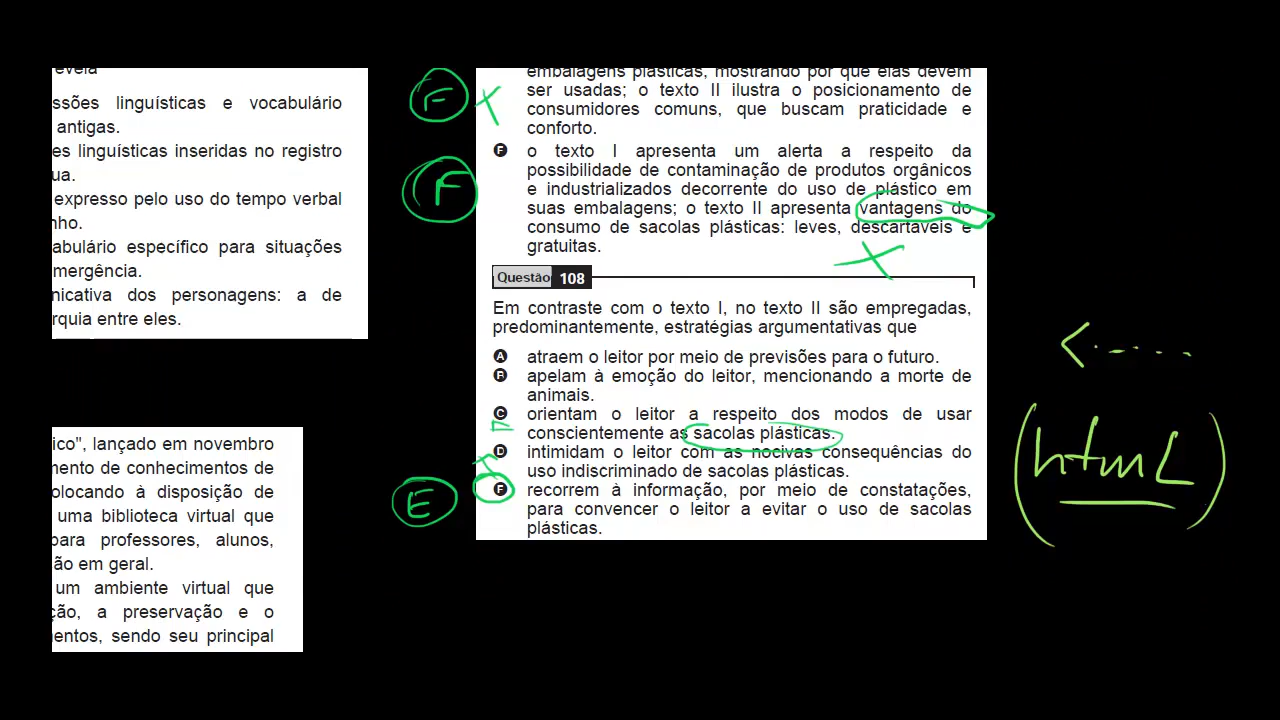 evela
ssões linguísticas e vocabulário
antigas.
es linguísticas inseridas no registro
ua.
expresso pelo uso do tempo verbal
nho.
abulário específico para situações
mergência.
nicativa dos personagens: a de
rquia entre eles.
ico", lançado em novembro
mento de conhecimentos de
olocando à disposição de
uma biblioteca virtual que
para professores, alunos,
ão em geral.
um ambiente virtual que
ção, a preservação e o
mentos, sendo seu principal
F X
embalagens plásticas, mostrando por que elas devem
ser usadas; o texto II ilustra o posicionamento de
consumidores comuns, que buscam praticidade e
conforto.
F
F o texto I apresenta um alerta a respeito da
possibilidade de contaminação de produtos orgânicos
e industrializados decorrente do uso de plástico em
suas embalagens; o texto II apresenta vantagens do
consumo de sacolas plásticas: leves, descartáveis e
gratuitas.
X
Questão 108
Em contraste com o texto I, no texto II são empregadas,
predominantemente, estratégias argumentativas que
A atraem o leitor por meio de previsões para o futuro.
B apelam à emoção do leitor, mencionando a morte de
animais.
C orientam o leitor a respeito dos modos de usar
conscientemente as sacolas plásticas.
D intimidam o leitor com as nocivas consequências do
uso indiscriminado de sacolas plásticas.
E
E recorrem à informação, por meio de constatações,
para convencer o leitor a evitar o uso de sacolas
plásticas.
<.....
(html)